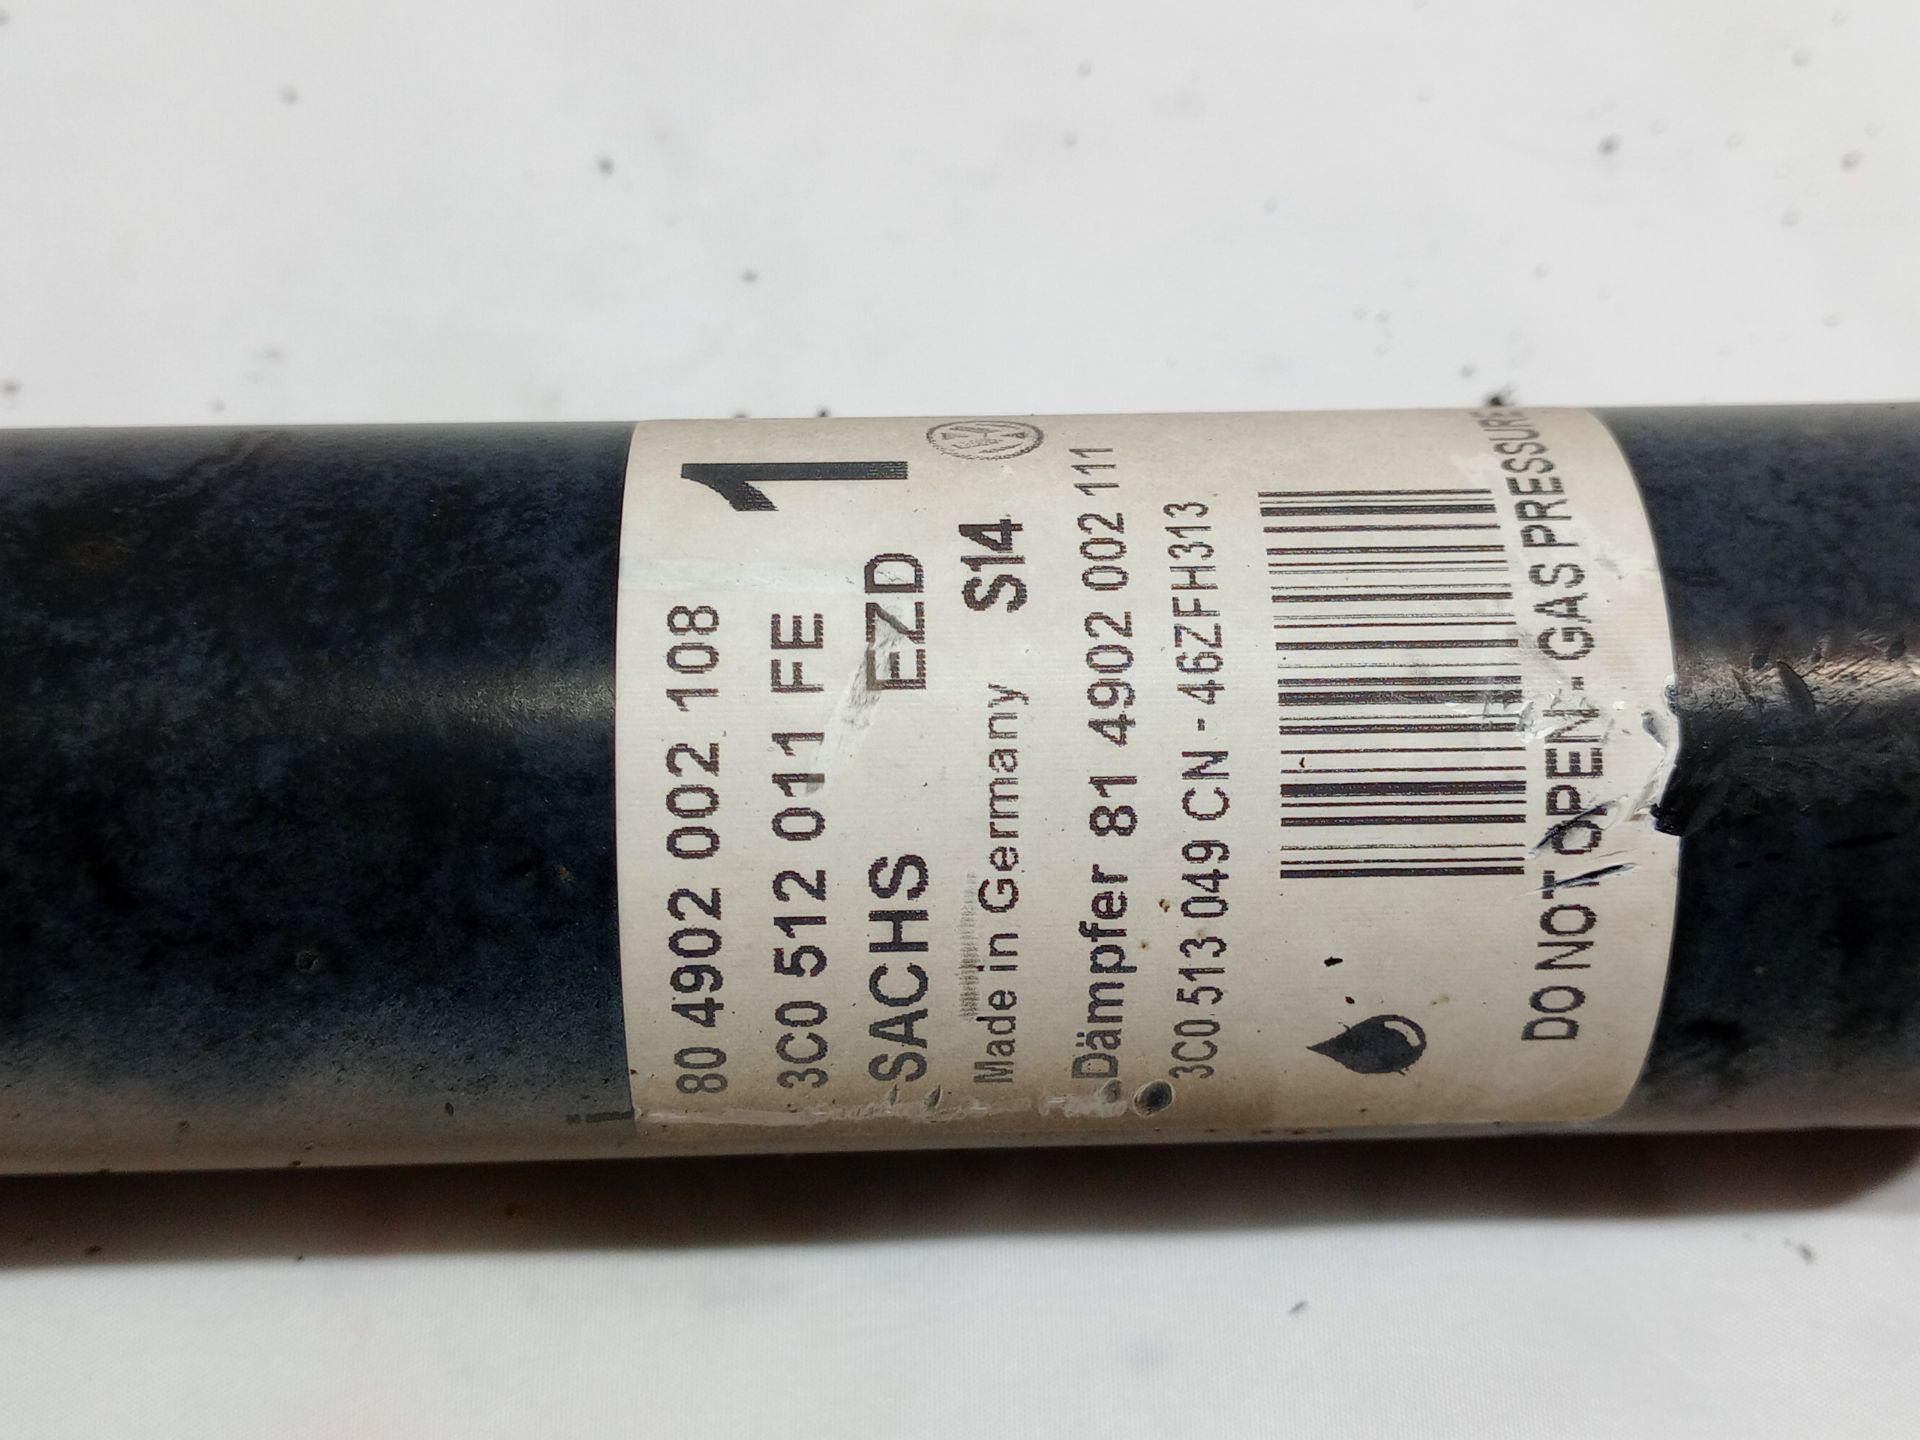 80 4902 002 108
1
3C0 512 011 FE
SACHS EZD
Made in Germany S14
Dämpfer 81 4902 002 111
3C0 513 049 CN - 46ZFH313
DO NOT OPEN - GAS PRESSURE